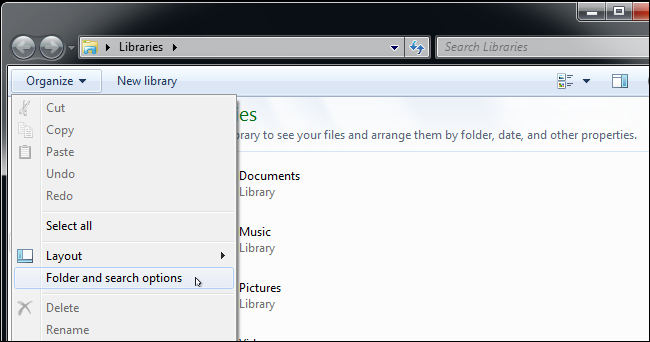 Libraries
Search Libraries
Organize
New library
Cut
Copy
Paste
Undo
Redo
Select all
Layout
Folder and search options
Delete
Rename
es
brary to see your files and arrange them by folder, date, and other properties.
Documents
Library
Music
Library
Pictures
Library